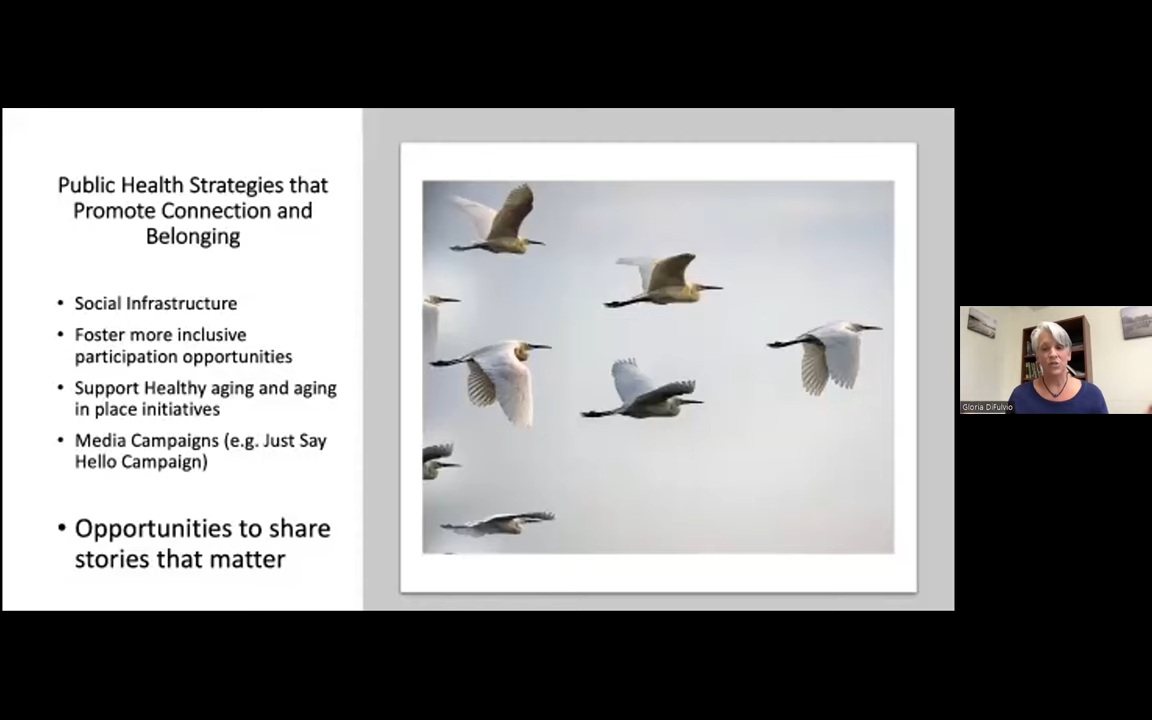 Public Health Strategies that
Promote Connection and
Belonging
• Social Infrastructure
• Foster more inclusive
participation opportunities
• Support Healthy aging and aging
in place initiatives
• Media Campaigns (e.g. Just Say
Hello Campaign)
• Opportunities to share
stories that matter
Gloria DiFulvio